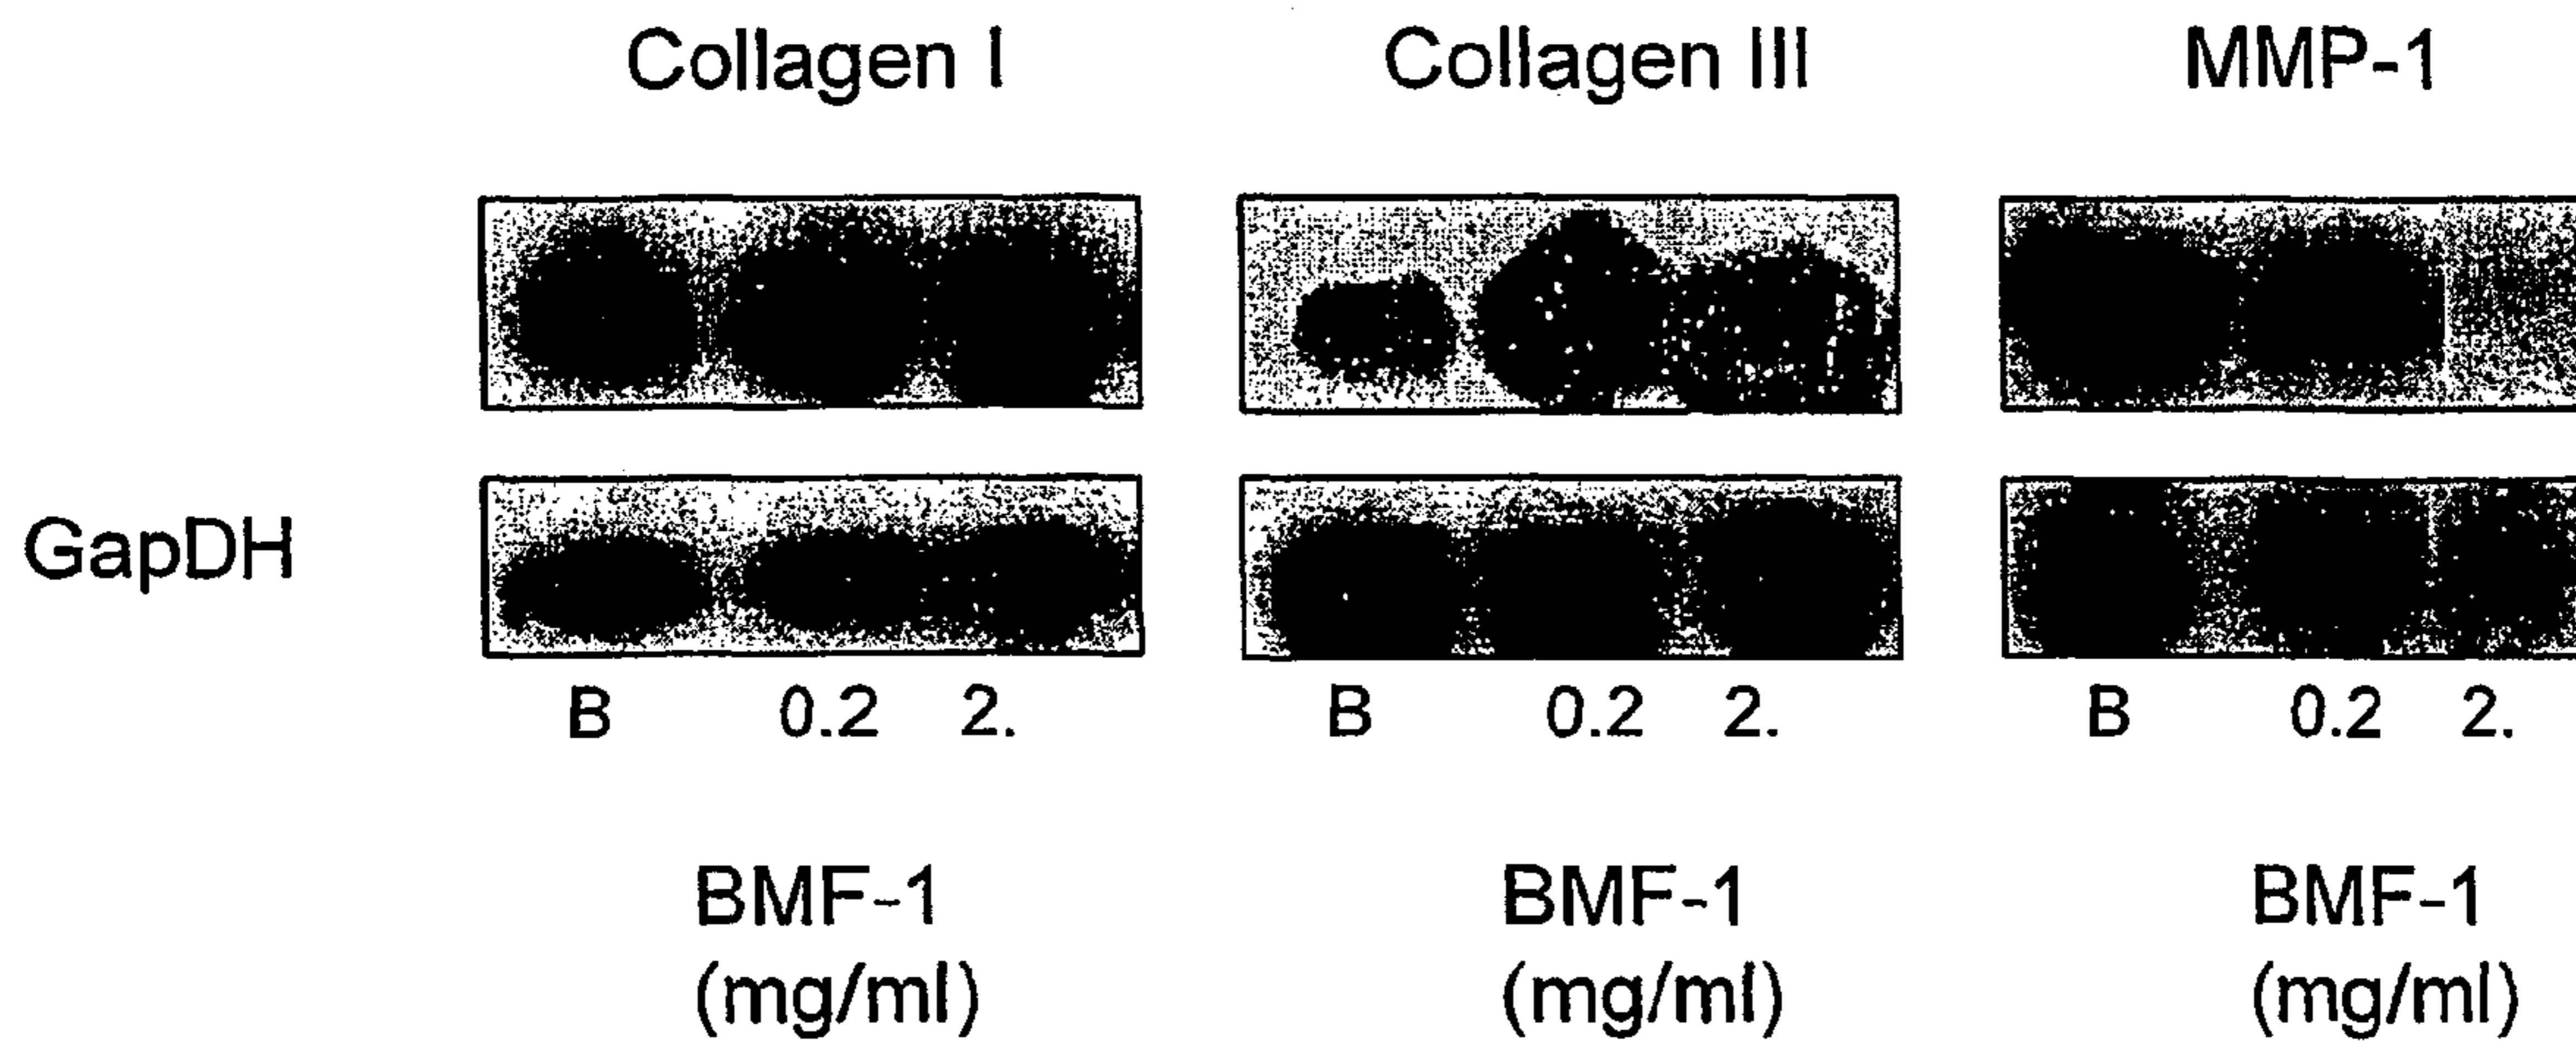 Collagen I Collagen III MMP-1
GapDH
B 0.2 2. B 0.2 2. B 0.2 2.
BMF-1 BMF-1 BMF-1
(mg/ml) (mg/ml) (mg/ml)